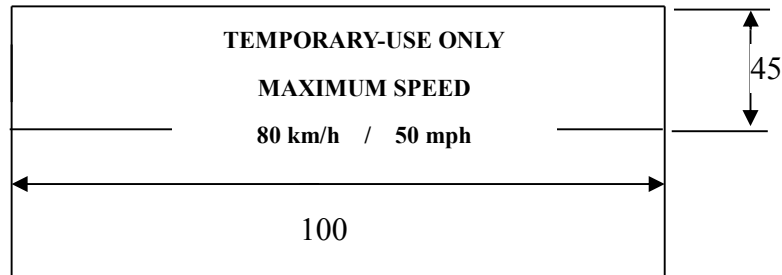 TEMPORARY-USE ONLY
45
MAXIMUM SPEED
80 km/h / 50 mph
100